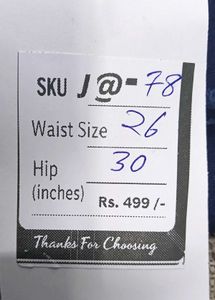 SKU J@-78
Waist Size 26
Hip 30
(inches) Rs. 499 /-
Thanks For Choosing